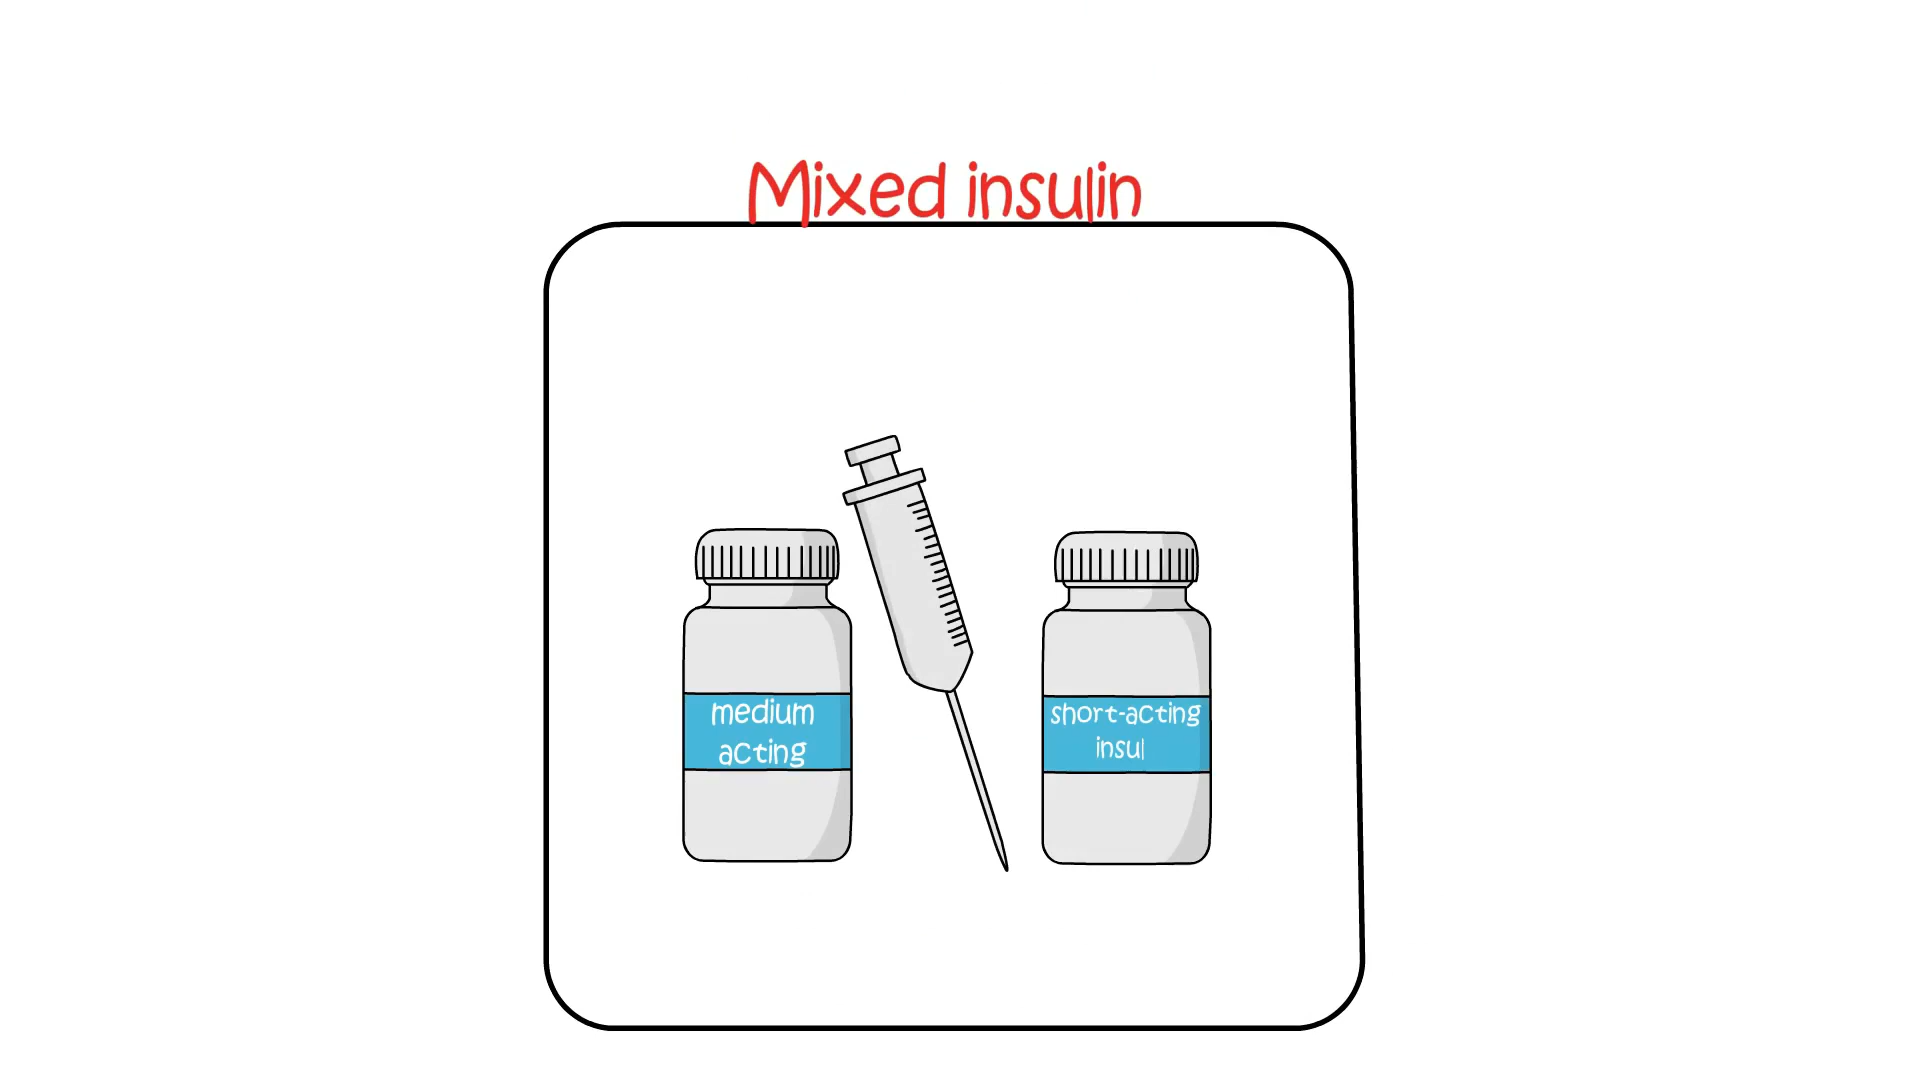 Mixed insulin
medium
acting
short-acting
insul